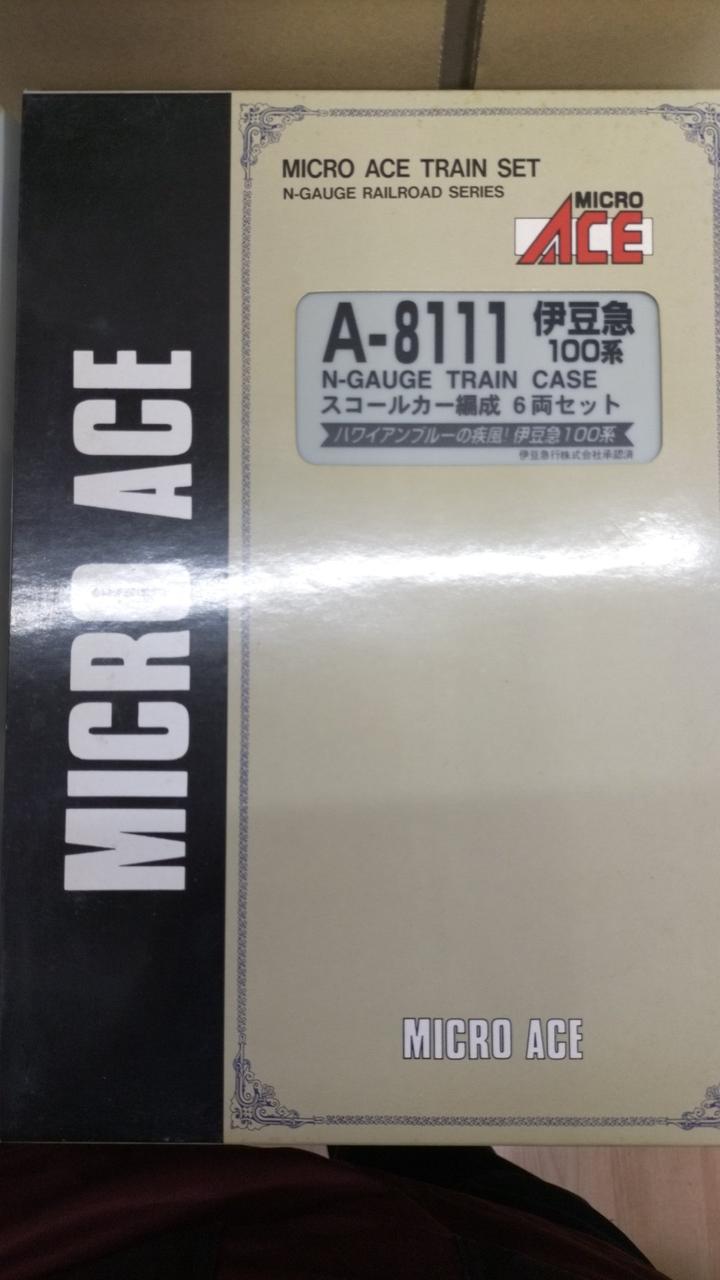 MICRO ACE
MICRO ACE TRAIN SET
N-GAUGE RAILROAD SERIES
MICRO
ACE
A-8111 伊豆急
100系
N-GAUGE TRAIN CASE
スコールカー編成 6両セット
ハワイアンブルーの疾風!伊豆急100系
伊豆急行株式会社承認済
MICRO ACE